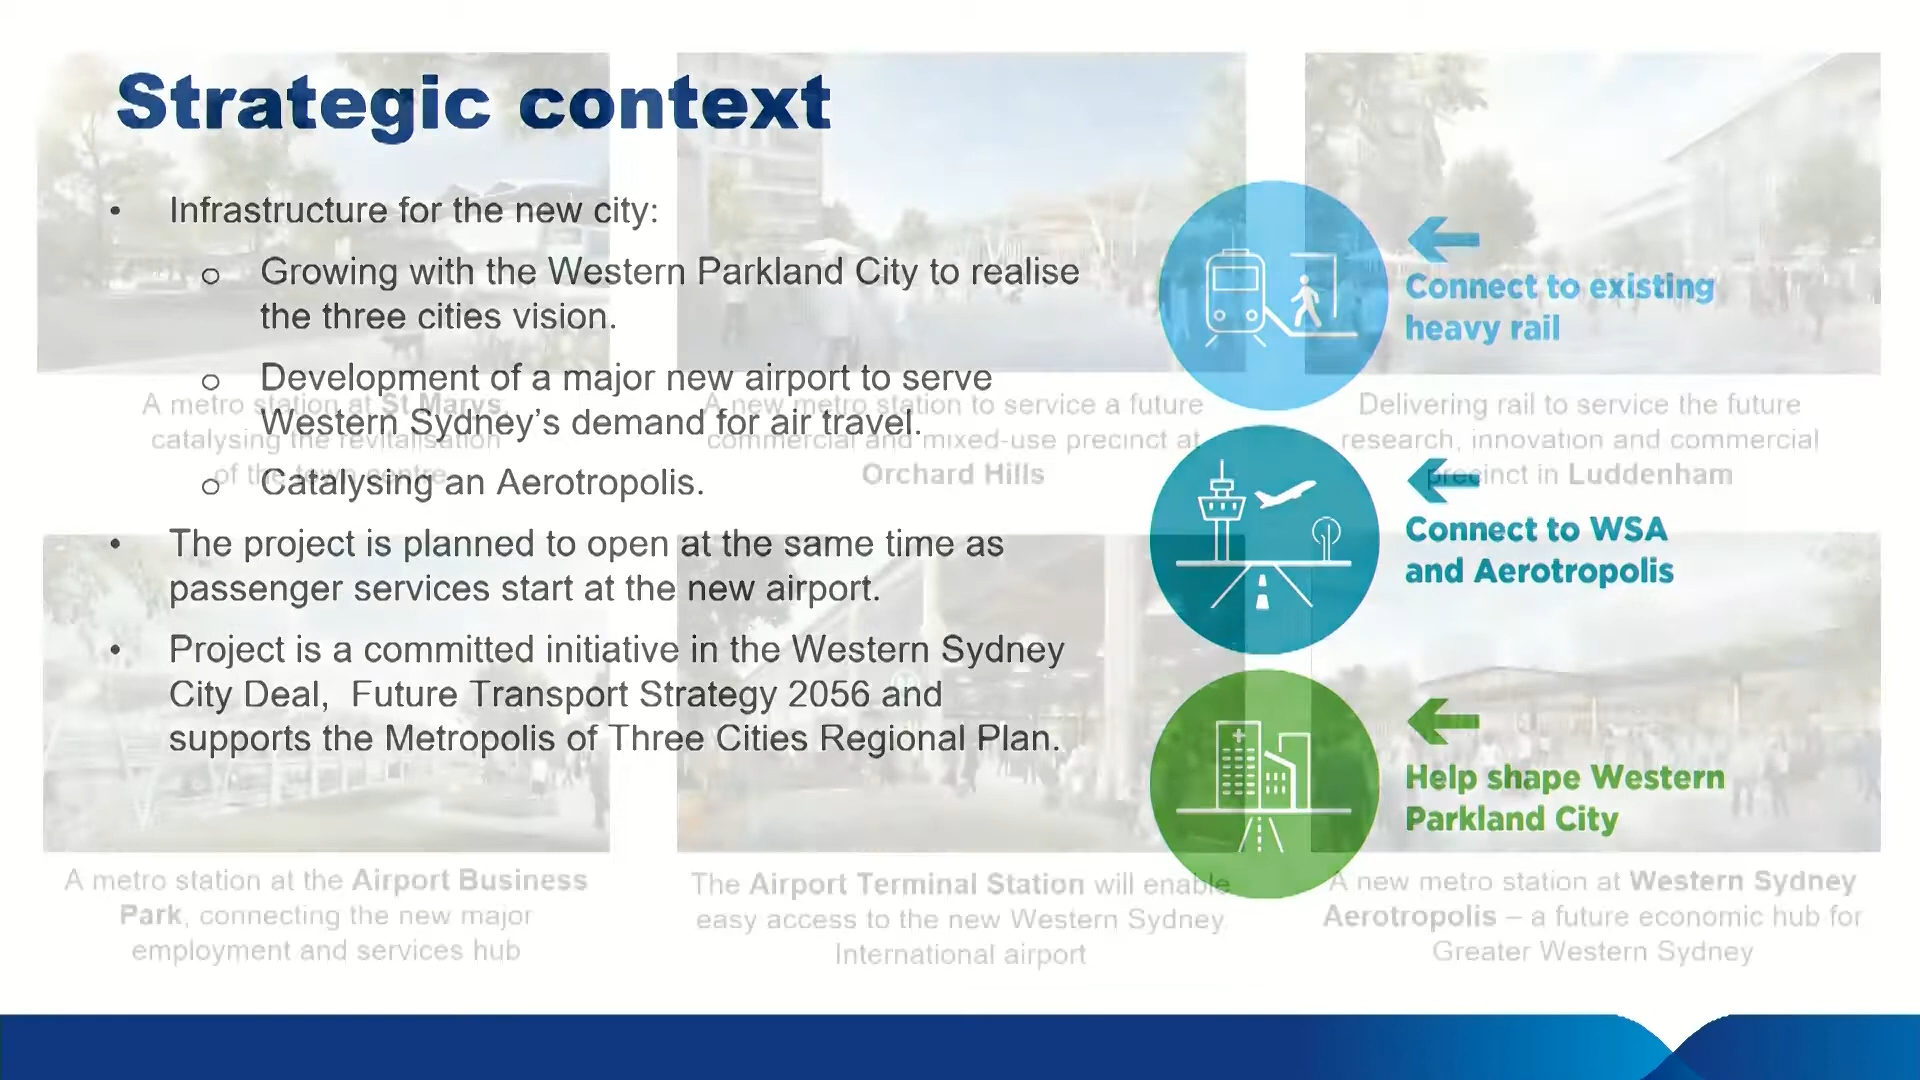 Strategic context
• Infrastructure for the new city:
o Growing with the Western Parkland City to realise
the three cities vision.
o Development of a major new airport to serve
Western Sydney’s demand for air travel.
o Catalysing an Aerotropolis.
• The project is planned to open at the same time as
passenger services start at the new airport.
• Project is a committed initiative in the Western Sydney
City Deal, Future Transport Strategy 2056 and
supports the Metropolis of Three Cities Regional Plan.
Connect to existing
heavy rail
Connect to WSA
and Aerotropolis
Help shape Western
Parkland City
A metro station at St Marys,
catalysing the revitalisation
of the town centre
A new metro station to service a future
commercial and mixed-use precinct at
Orchard Hills
Delivering rail to service the future
research, innovation and commercial
precinct in Luddenham
A metro station at the Airport Business
Park, connecting the new major
employment and services hub
The Airport Terminal Station will enable
easy access to the new Western Sydney
International airport
A new metro station at Western Sydney
Aerotropolis – a future economic hub for
Greater Western Sydney